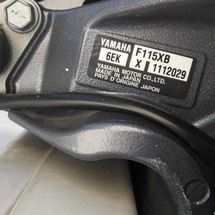 YAMAHA F115XB
6EK X 1112029
YAMAHA MOTOR CO.,LTD.
MADE IN JAPAN
PAYS D'ORIGINE JAPON